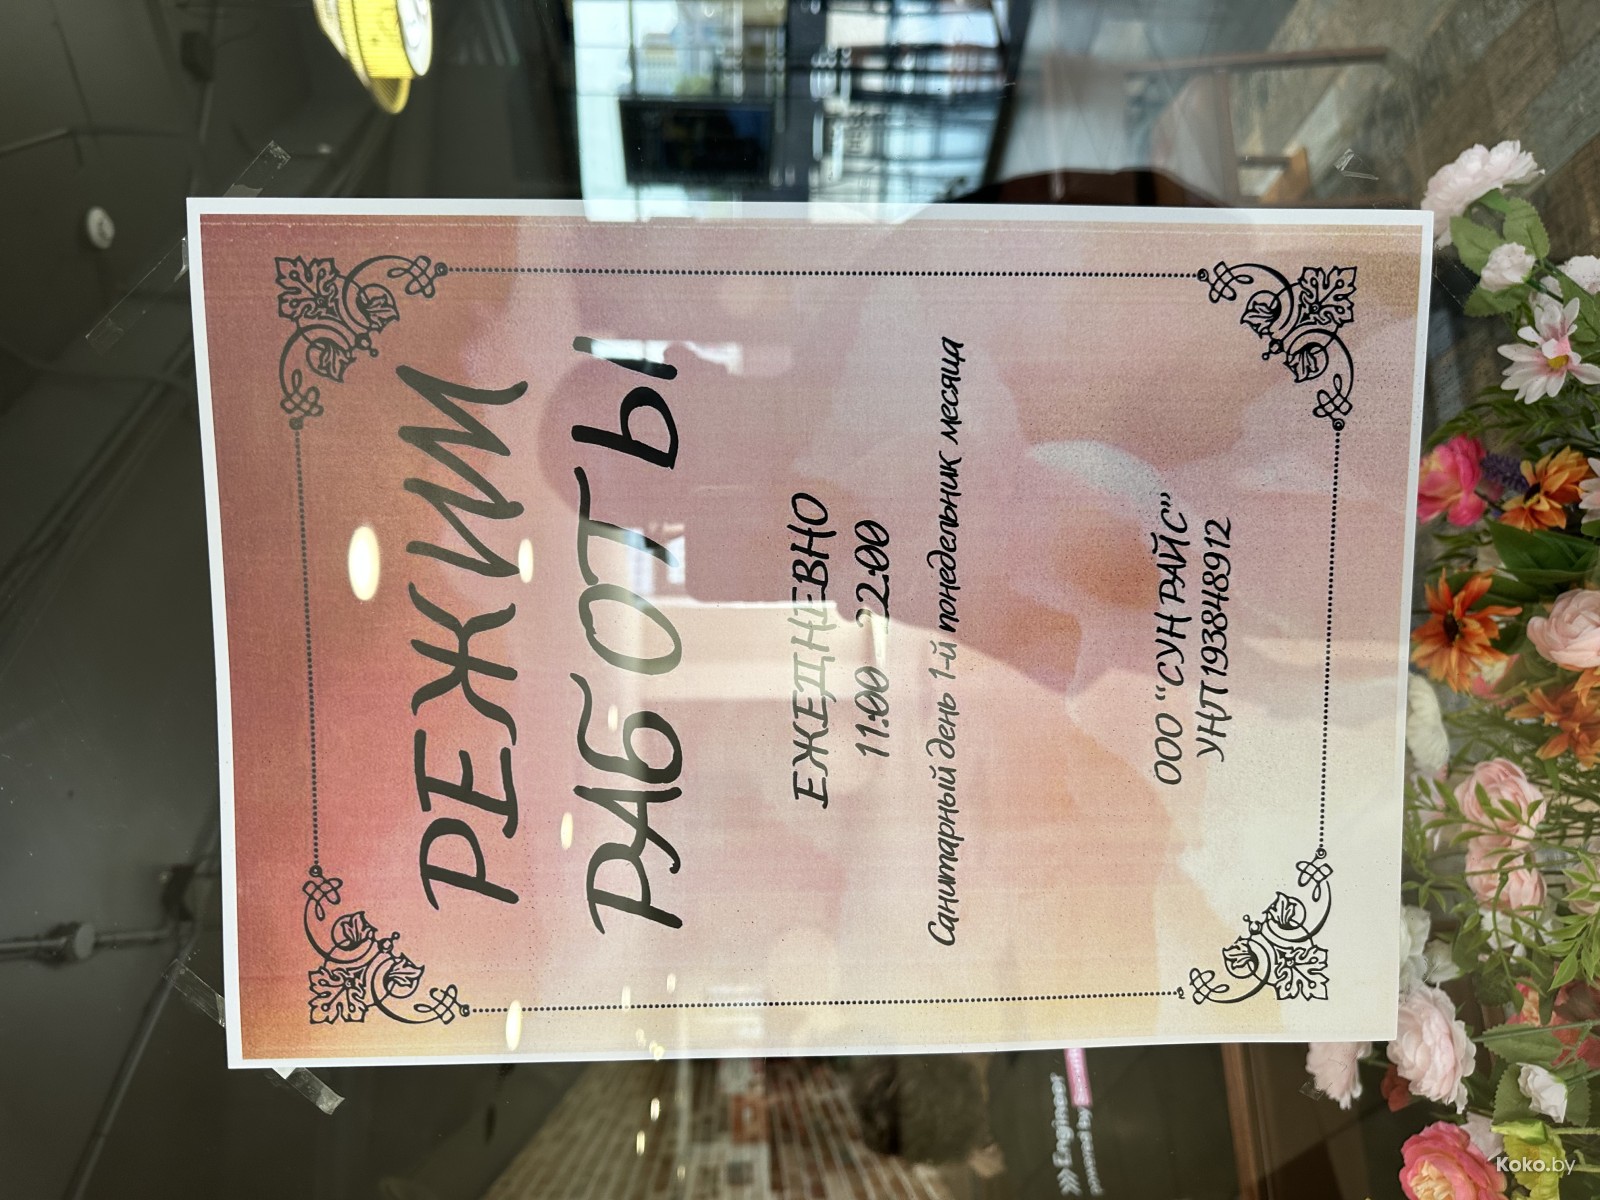 РЕЖИМ
РАБОТЫ
ЕЖЕДНЕВНО
11:00 - 22:00
Санитарный день 1-й понедельник месяца
ООО "СУН РАЙС"
УНП 193848912
>>> Engineer
Koko.by